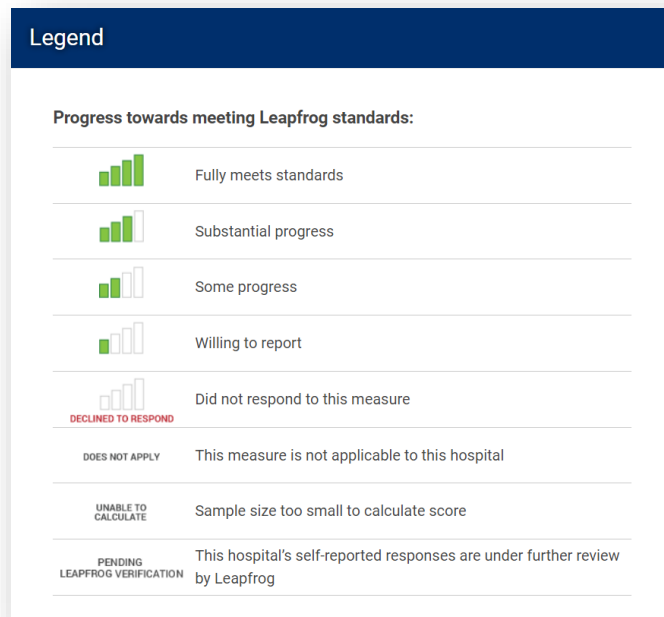 Legend
Progress towards meeting Leapfrog standards:
Fully meets standards
Substantial progress
Some progress
Willing to report
DECLINED TO RESPOND
Did not respond to this measure
DOES NOT APPLY
This measure is not applicable to this hospital
UNABLE TO
CALCULATE
Sample size too small to calculate score
PENDING
LEAPFROG VERIFICATION
This hospital's self-reported responses are under further review
by Leapfrog